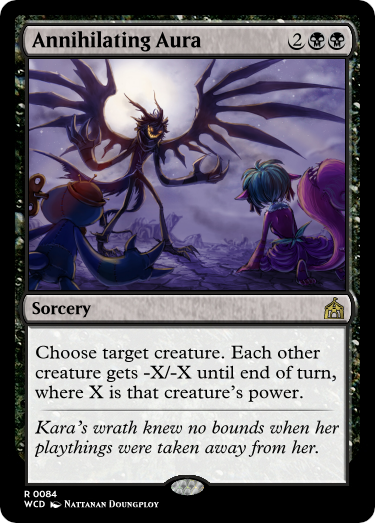 Annihilating Aura 2
Sorcery
Choose target creature. Each other
creature gets -X/-X until end of turn,
where X is that creature's power.
Kara's wrath knew no bounds when her
playthings were taken away from her.
R 0084
WCD Nattanan Doungploy